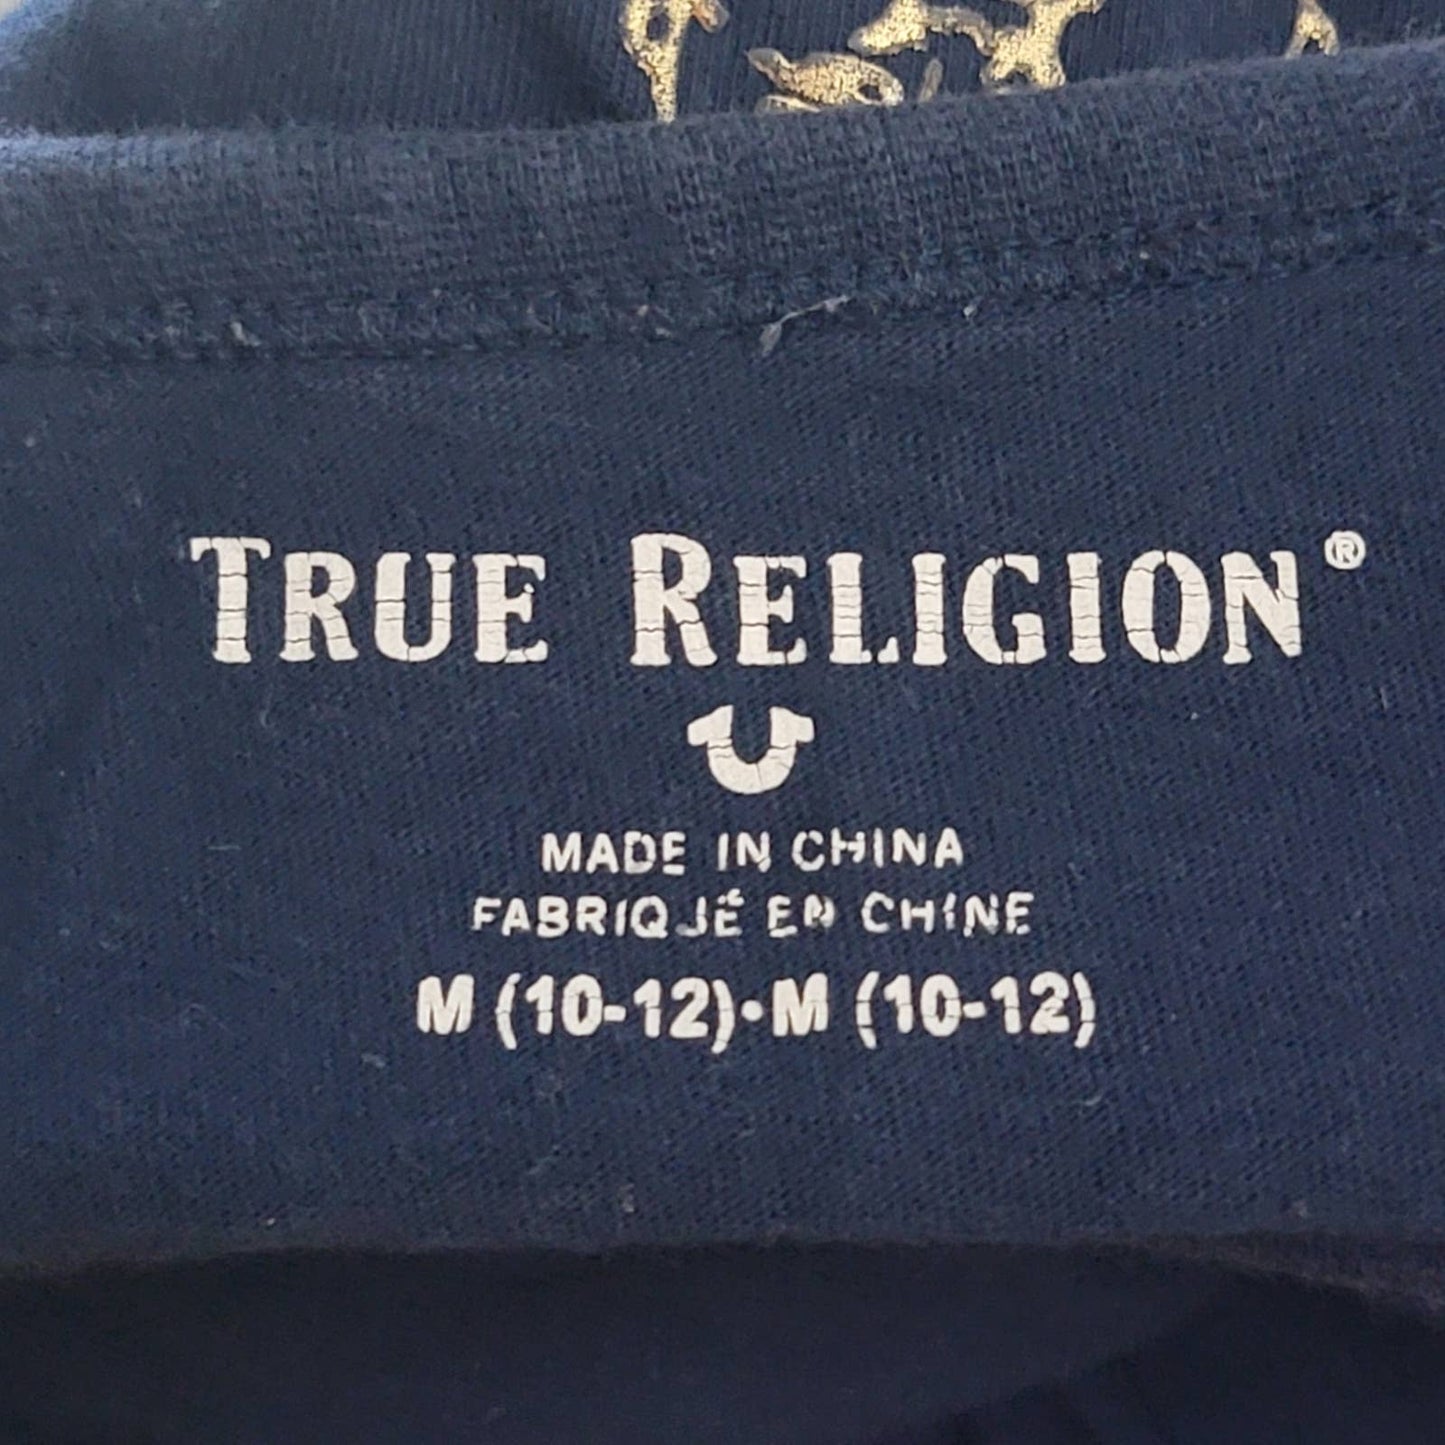 TRUE RELIGION®
MADE IN CHINA
FABRIQUÉ EN CHINE
M (10-12)•M (10-12)